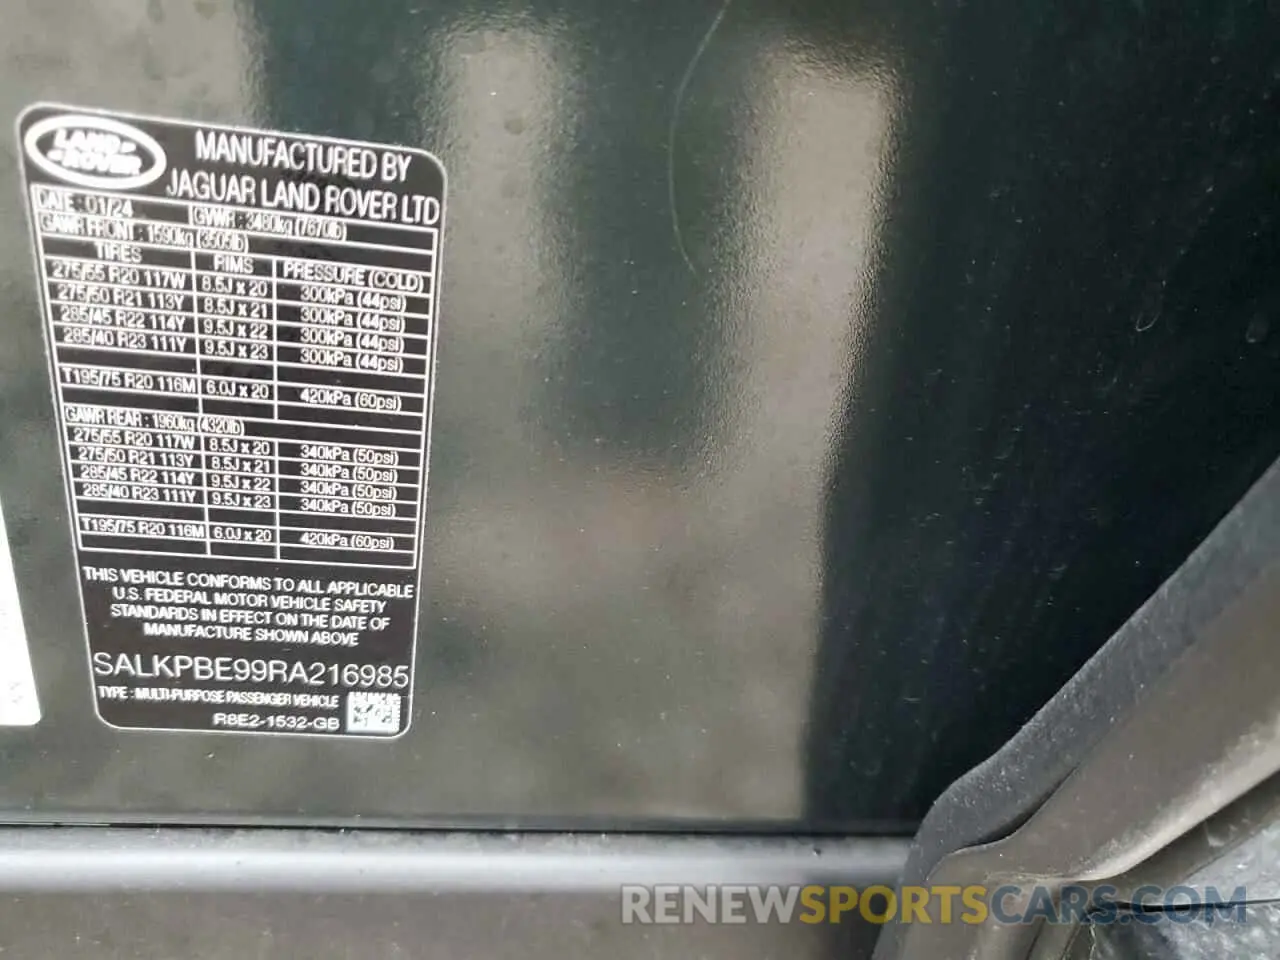 LAND ROVER
MANUFACTURED BY
JAGUAR LAND ROVER LTD
DATE : 01/24 GVWR : 3480kg (7670lb)
GAWR FRONT : 1590kg (3505lb)
TIRES RIMS PRESSURE (COLD)
275/55 R20 117W 8.5J x 20 300kPa (44psi)
275/50 R21 113Y 8.5J x 21 300kPa (44psi)
285/45 R22 114Y 9.5J x 22 300kPa (44psi)
285/40 R23 111Y 9.5J x 23 300kPa (44psi)
T195/75 R20 116M 6.0J x 20 420kPa (60psi)
GAWR REAR : 1960kg (4320lb)
275/55 R20 117W 8.5J x 20 340kPa (50psi)
275/50 R21 113Y 8.5J x 21 340kPa (50psi)
285/45 R22 114Y 9.5J x 22 340kPa (50psi)
285/40 R23 111Y 9.5J x 23 340kPa (50psi)
T195/75 R20 116M 6.0J x 20 420kPa (60psi)
THIS VEHICLE CONFORMS TO ALL APPLICABLE
U.S. FEDERAL MOTOR VEHICLE SAFETY
STANDARDS IN EFFECT ON THE DATE OF
MANUFACTURE SHOWN ABOVE
SALKPBE99RA216985
TYPE : MULTI-PURPOSE PASSENGER VEHICLE
R8E2-1532-GB
RENEWSPORTSCARS.COM